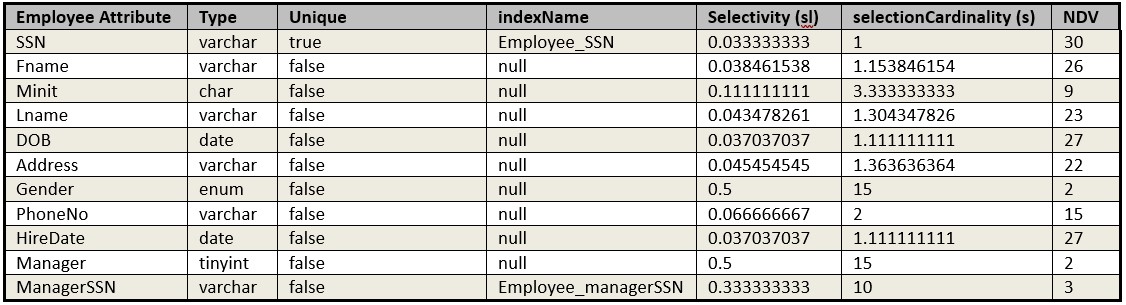 Employee Attribute Type Unique indexName Selectivity (sl) selectionCardinality (s) NDV
SSN varchar true Employee_SSN 0.033333333 1 30
Fname varchar false null 0.038461538 1.153846154 26
Minit char false null 0.111111111 3.333333333 9
Lname varchar false null 0.043478261 1.304347826 23
DOB date false null 0.037037037 1.111111111 27
Address varchar false null 0.045454545 1.363636364 22
Gender enum false null 0.5 15 2
PhoneNo varchar false null 0.066666667 2 15
HireDate date false null 0.037037037 1.111111111 27
Manager tinyint false null 0.5 15 2
ManagerSSN varchar false Employee_managerSSN 0.333333333 10 3